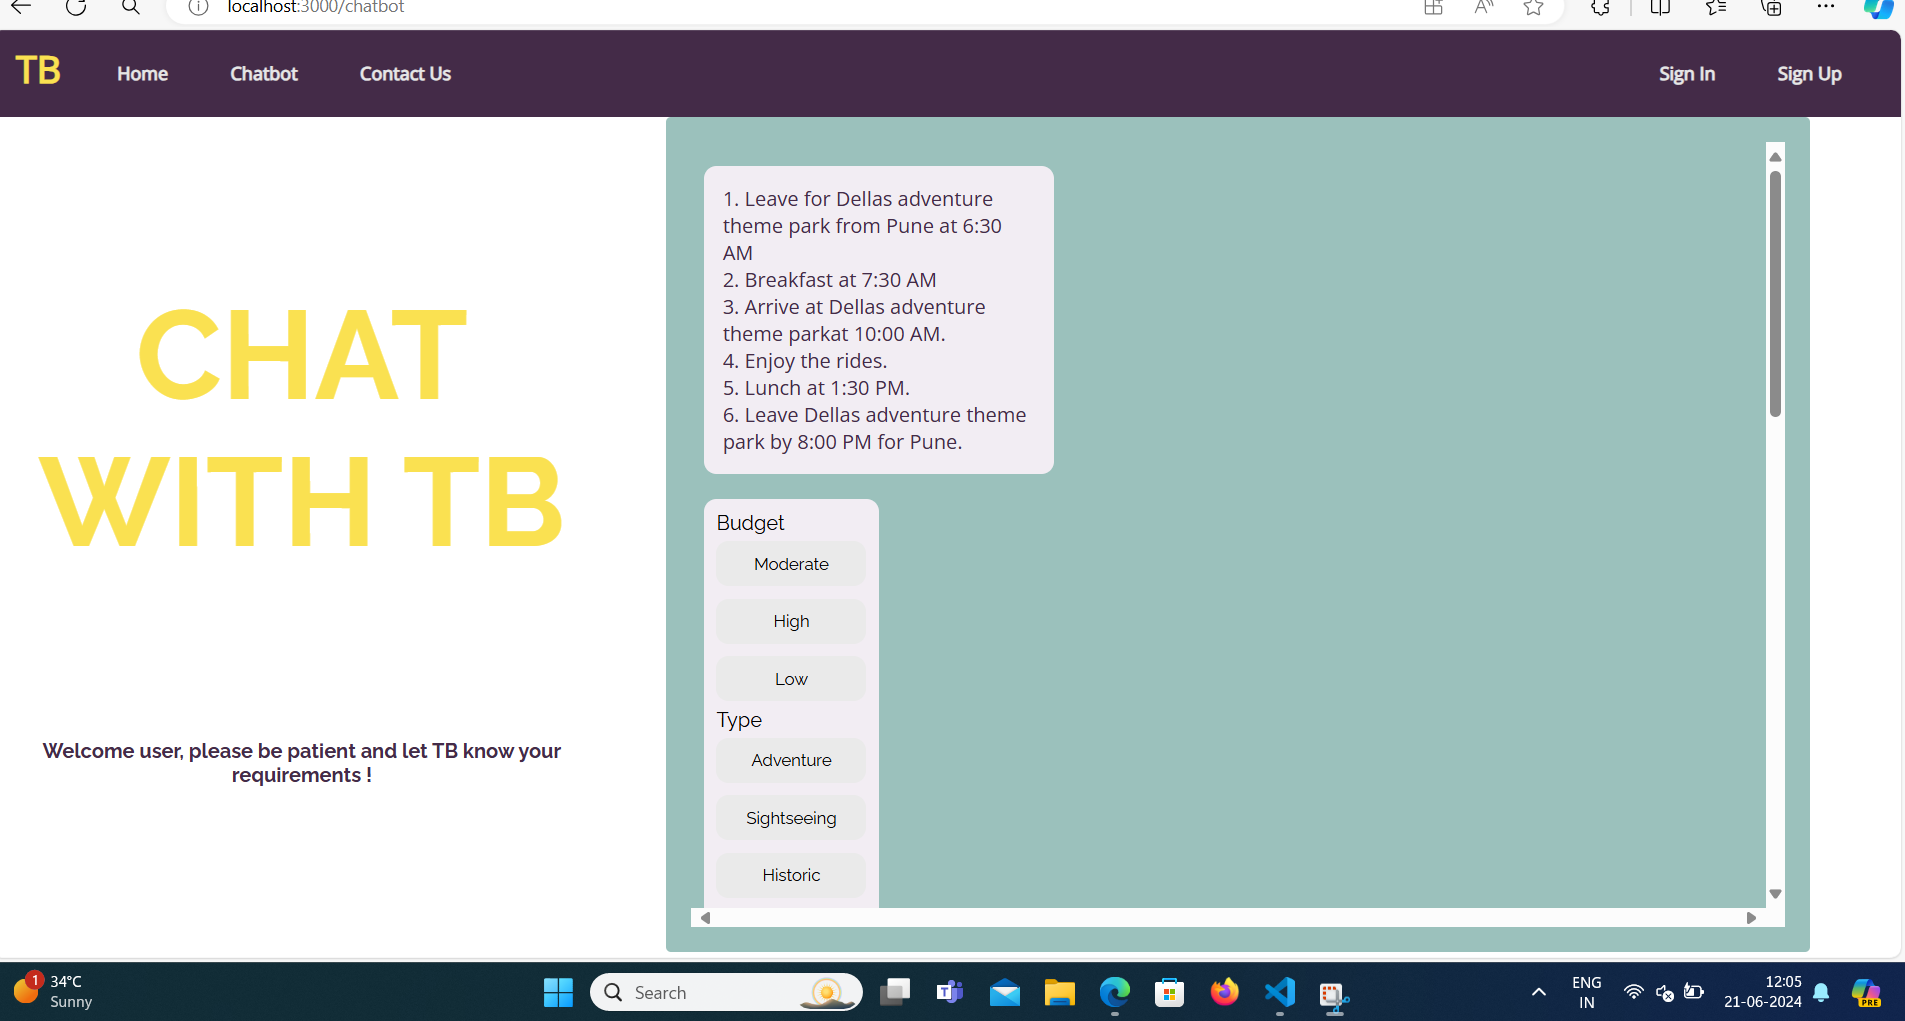 localhost:3000/chatbot
TB
Home
Chatbot
Contact Us
Sign In
Sign Up
CHAT
WITH TB
Welcome user, please be patient and let TB know your
requirements !
1. Leave for Dellas adventure
theme park from Pune at 6:30
AM
2. Breakfast at 7:30 AM
3. Arrive at Dellas adventure
theme parkat 10:00 AM.
4. Enjoy the rides.
5. Lunch at 1:30 PM.
6. Leave Dellas adventure theme
park by 8:00 PM for Pune.
Budget
Moderate
High
Low
Type
Adventure
Sightseeing
Historic
1
34°C
Sunny
Search
ENG
IN
12:05
21-06-2024
PRE